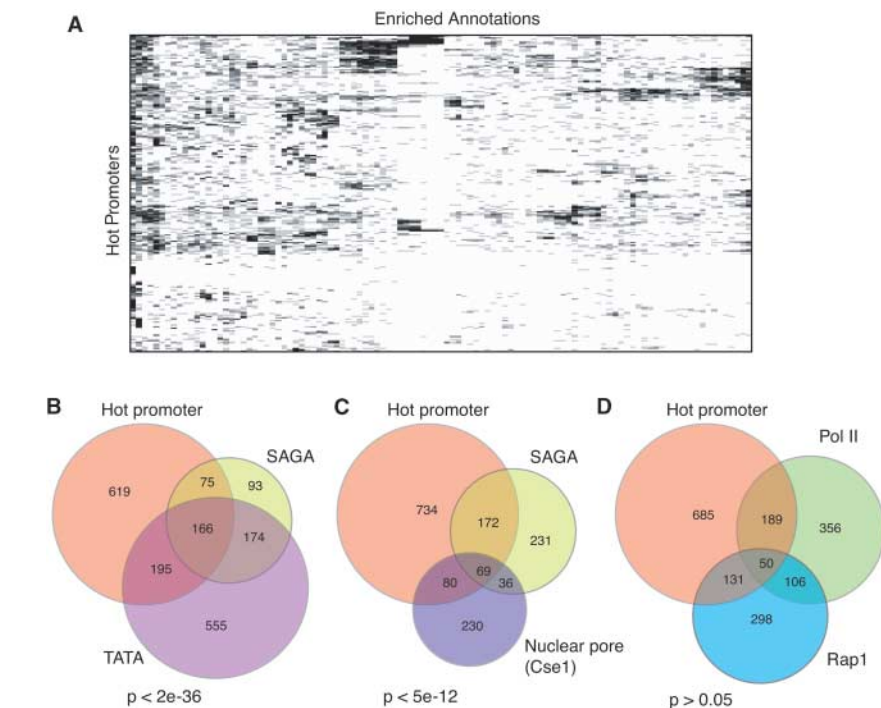 A
Enriched Annotations
Hot Promoters
B
Hot promoter
SAGA
619
75
93
166
174
195
555
TATA
p < 2e-36
C
Hot promoter
SAGA
734
172
231
69
80
36
230
Nuclear pore
(Cse1)
p < 5e-12
D
Hot promoter
Pol II
685
189
356
50
131
106
298
Rap1
p > 0.05